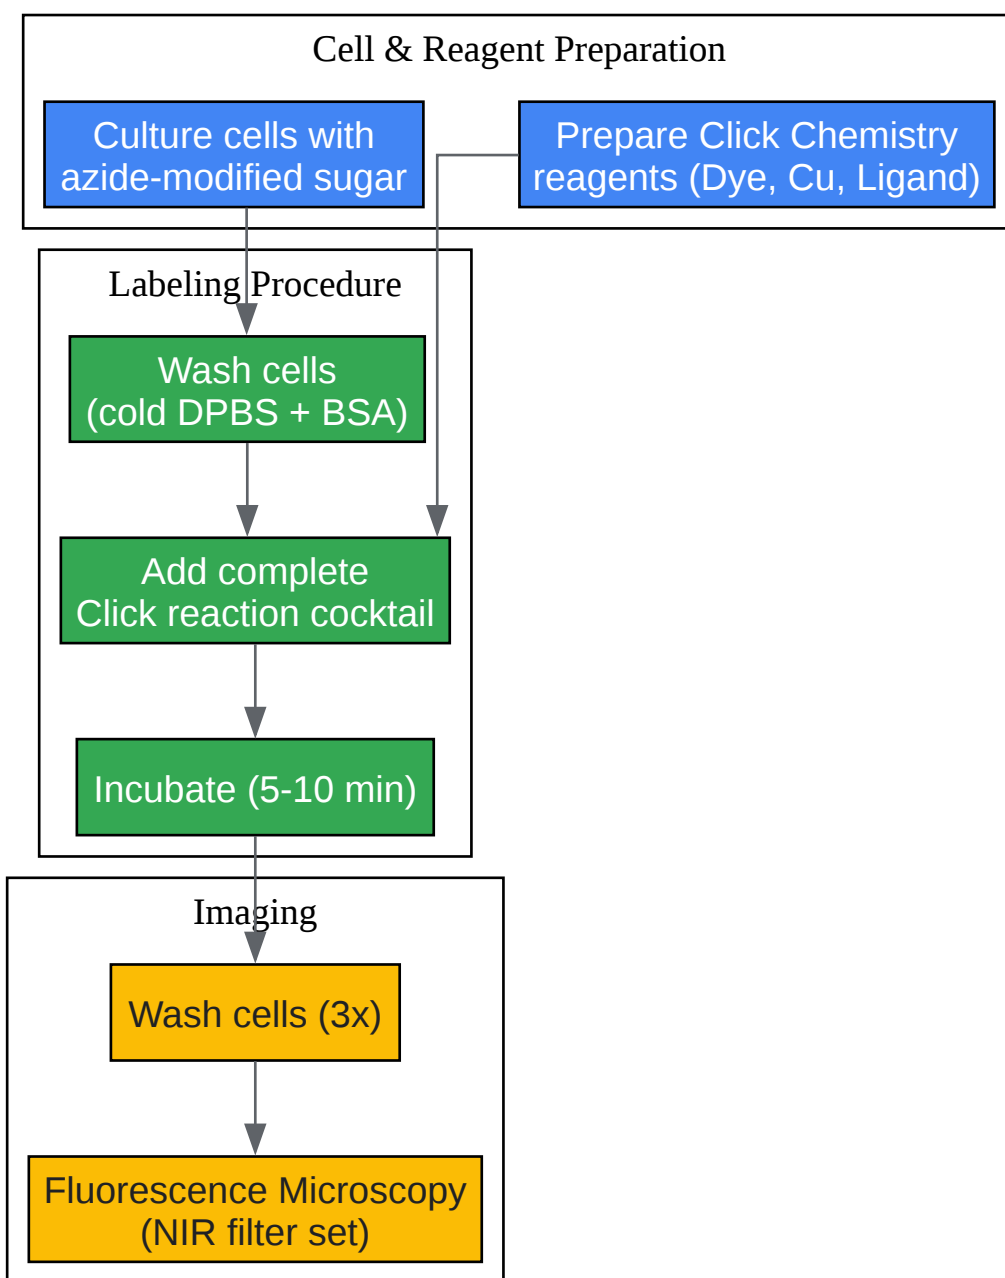 Cell & Reagent Preparation
Culture cells with
azide-modified sugar
Prepare Click Chemistry
reagents (Dye, Cu, Ligand)
Labeling Procedure
Wash cells
(cold DPBS + BSA)
Add complete
Click reaction cocktail
Incubate (5-10 min)
Imaging
Wash cells (3x)
Fluorescence Microscopy
(NIR filter set)